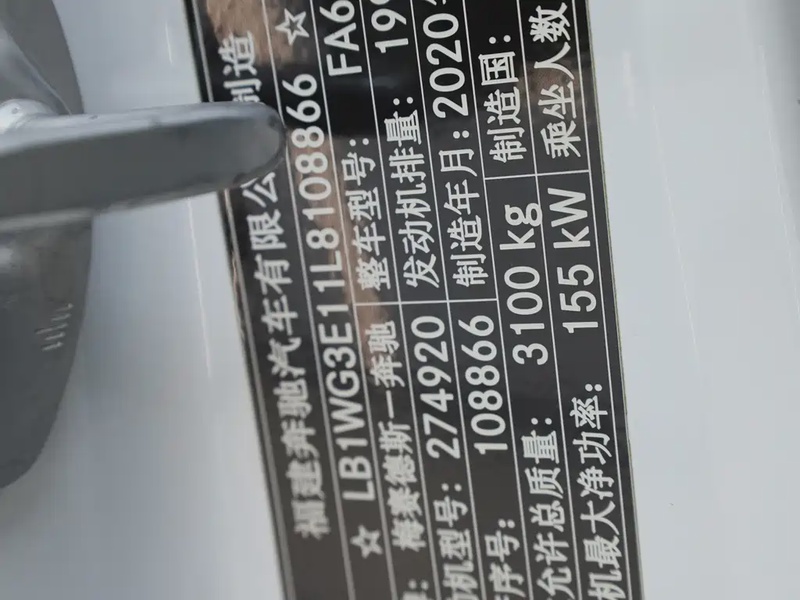 福建奔驰汽车有限公 制造
☆ LB1WG3E11L8108866 ☆
梅赛德斯一奔驰 整车型号: FA6
机型号: 274920 发动机排量: 19
序号: 108866 制造年月: 2020
允许总质量: 3100 kg 制造国:
机最大净功率: 155 kW 乘坐人数